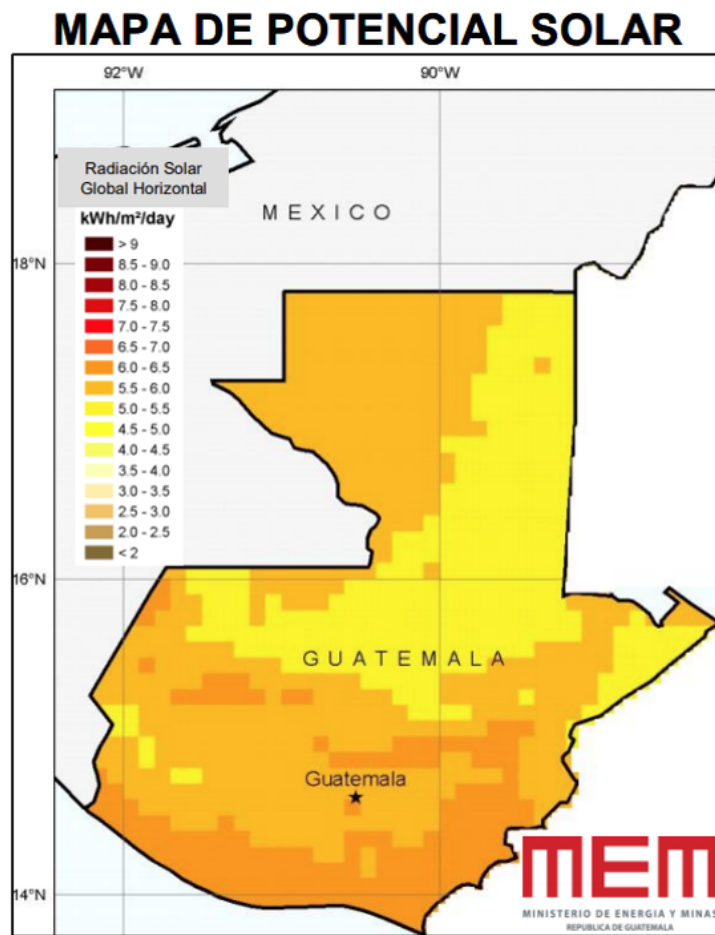 MAPA DE POTENCIAL SOLAR
92°W
90°W
Radiación Solar
Global Horizontal
kWh/m²/day
> 9
8.5 - 9.0
8.0 - 8.5
7.5 - 8.0
7.0 - 7.5
6.5 - 7.0
6.0 - 6.5
5.5 - 6.0
5.0 - 5.5
4.5 - 5.0
4.0 - 4.5
3.5 - 4.0
3.0 - 3.5
2.5 - 3.0
2.0 - 2.5
< 2
MEXICO
18°N
16°N
GUATEMALA
Guatemala
14°N
MEM
MINISTERIO DE ENERGIA Y MINAS
REPUBLICA DE GUATEMALA